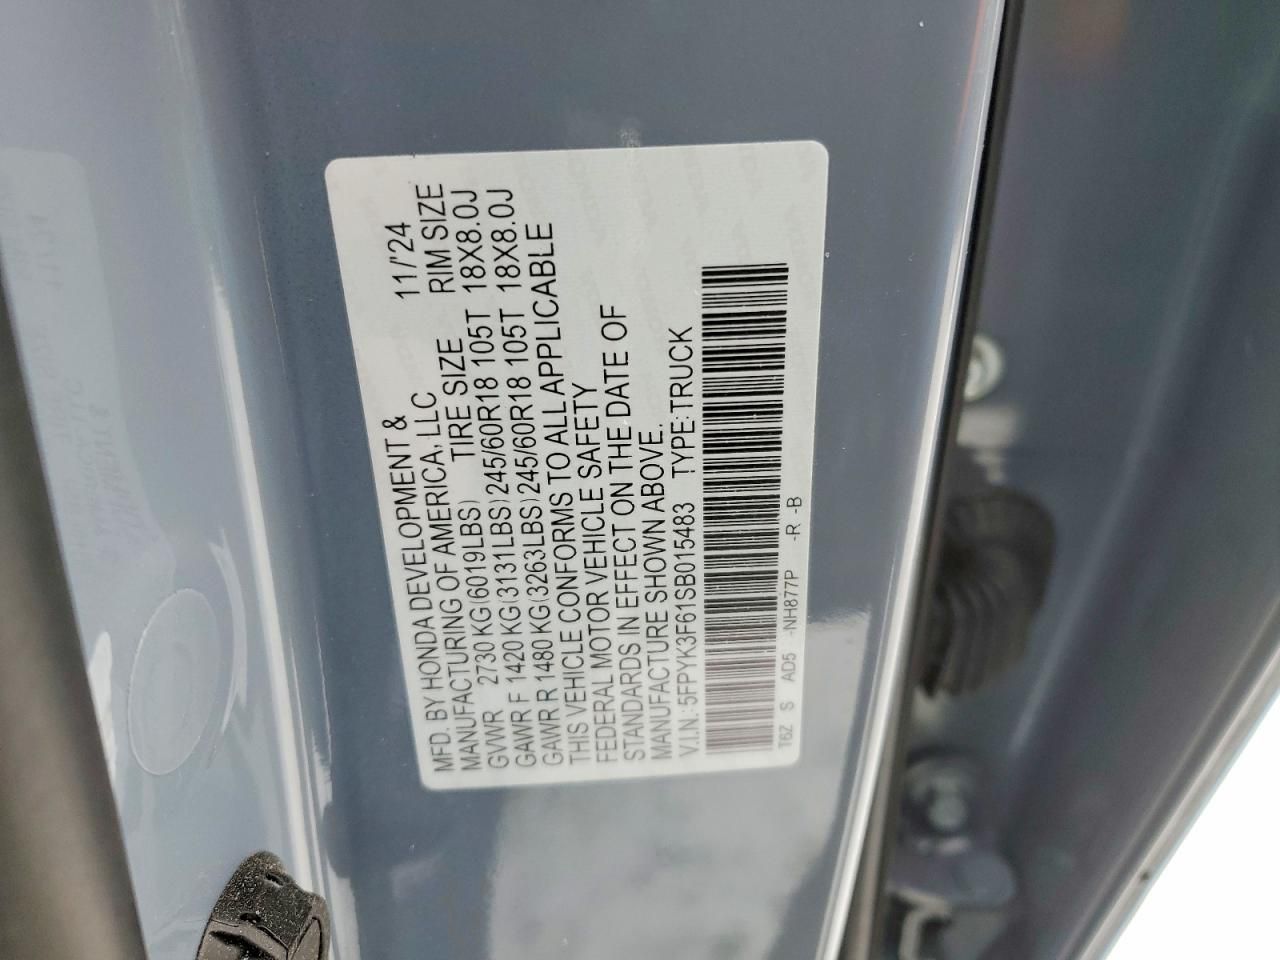 MFD. BY HONDA DEVELOPMENT &
MANUFACTURING OF AMERICA, LLC 11/'24
GVWR 2730 KG(6019LBS) TIRE SIZE RIM SIZE
GAWR F 1420 KG(3131LBS) 245/60R18 105T 18X8.0J
GAWR R 1480 KG(3263LBS) 245/60R18 105T 18X8.0J
THIS VEHICLE CONFORMS TO ALL APPLICABLE
FEDERAL MOTOR VEHICLE SAFETY
STANDARDS IN EFFECT ON THE DATE OF
MANUFACTURE SHOWN ABOVE.
V.I.N.:5FPYK3F61SB015483 TYPE:TRUCK
T6Z S AD5 -NH877P -R -B